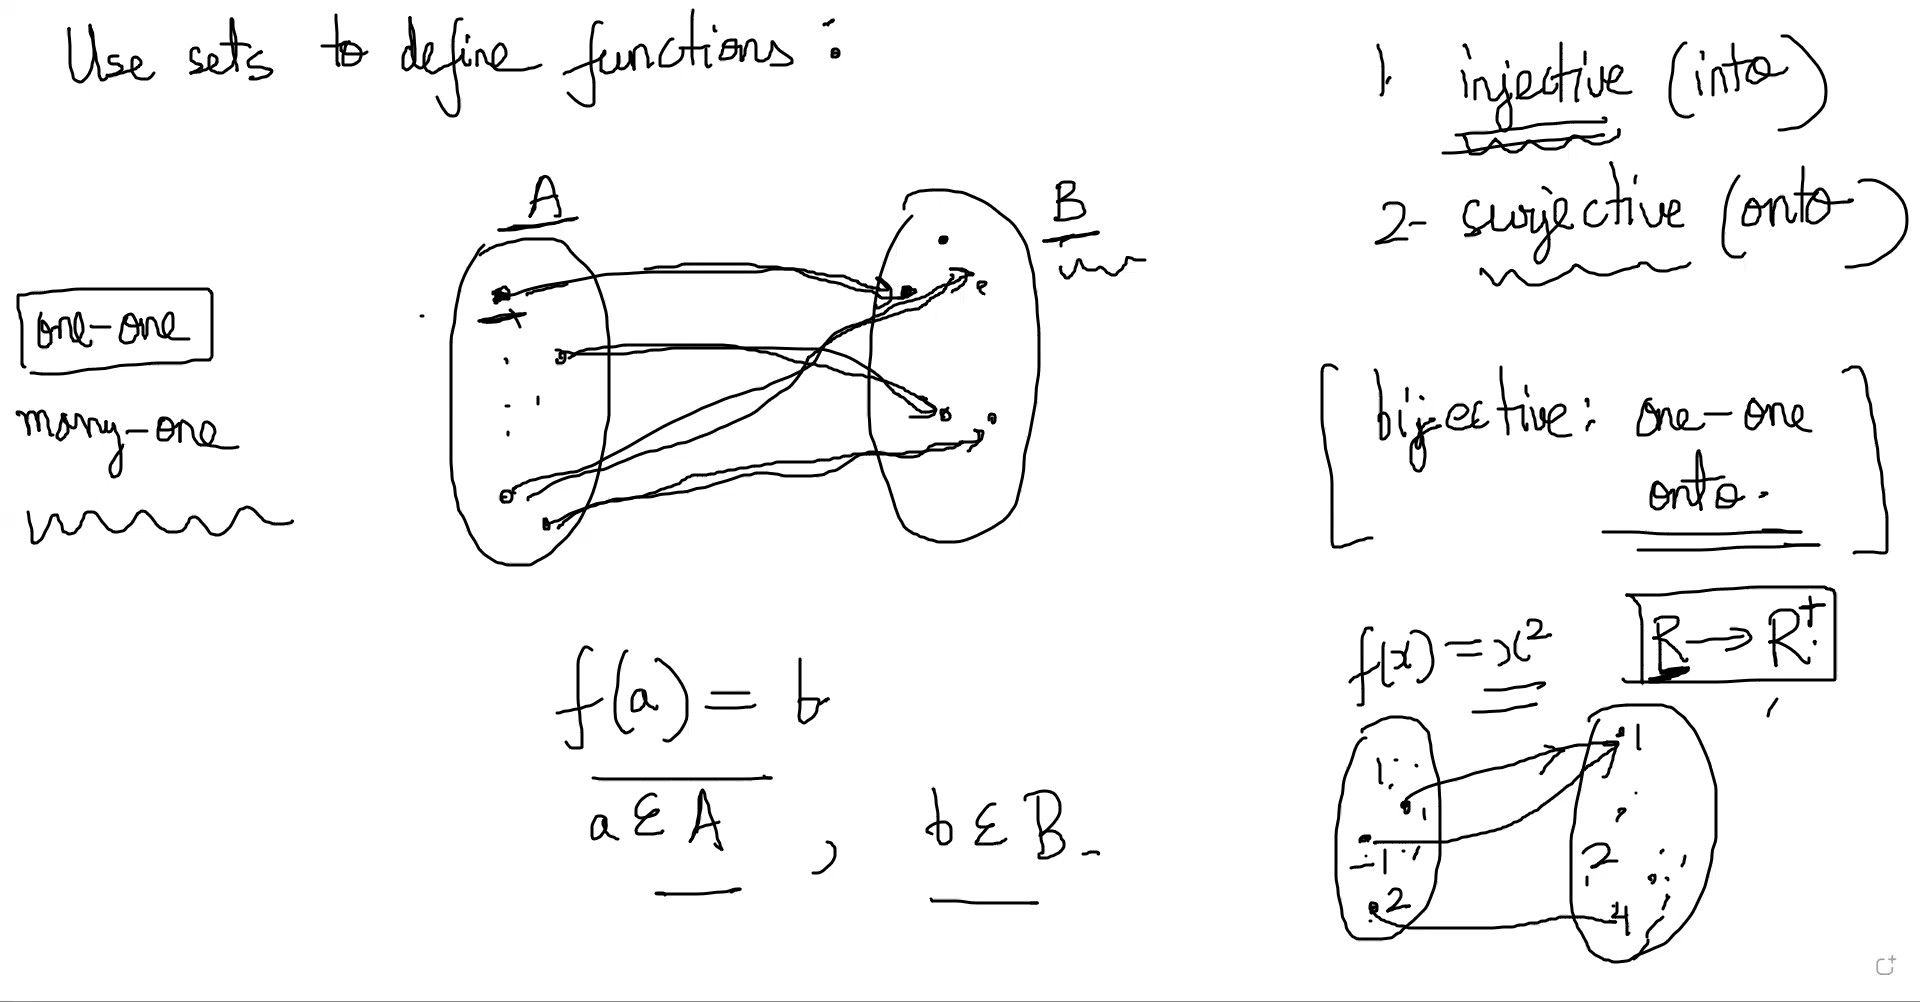 Use sets to define functions :
A
B
one-one
many-one
f(a) = b
a ∈ A , b ∈ B
1. injective (into)
2- surjective (onto)
[ bijective: one-one
onto. ]
f(x) = x² R → R⁺
1 1
1
-1 2
2 4